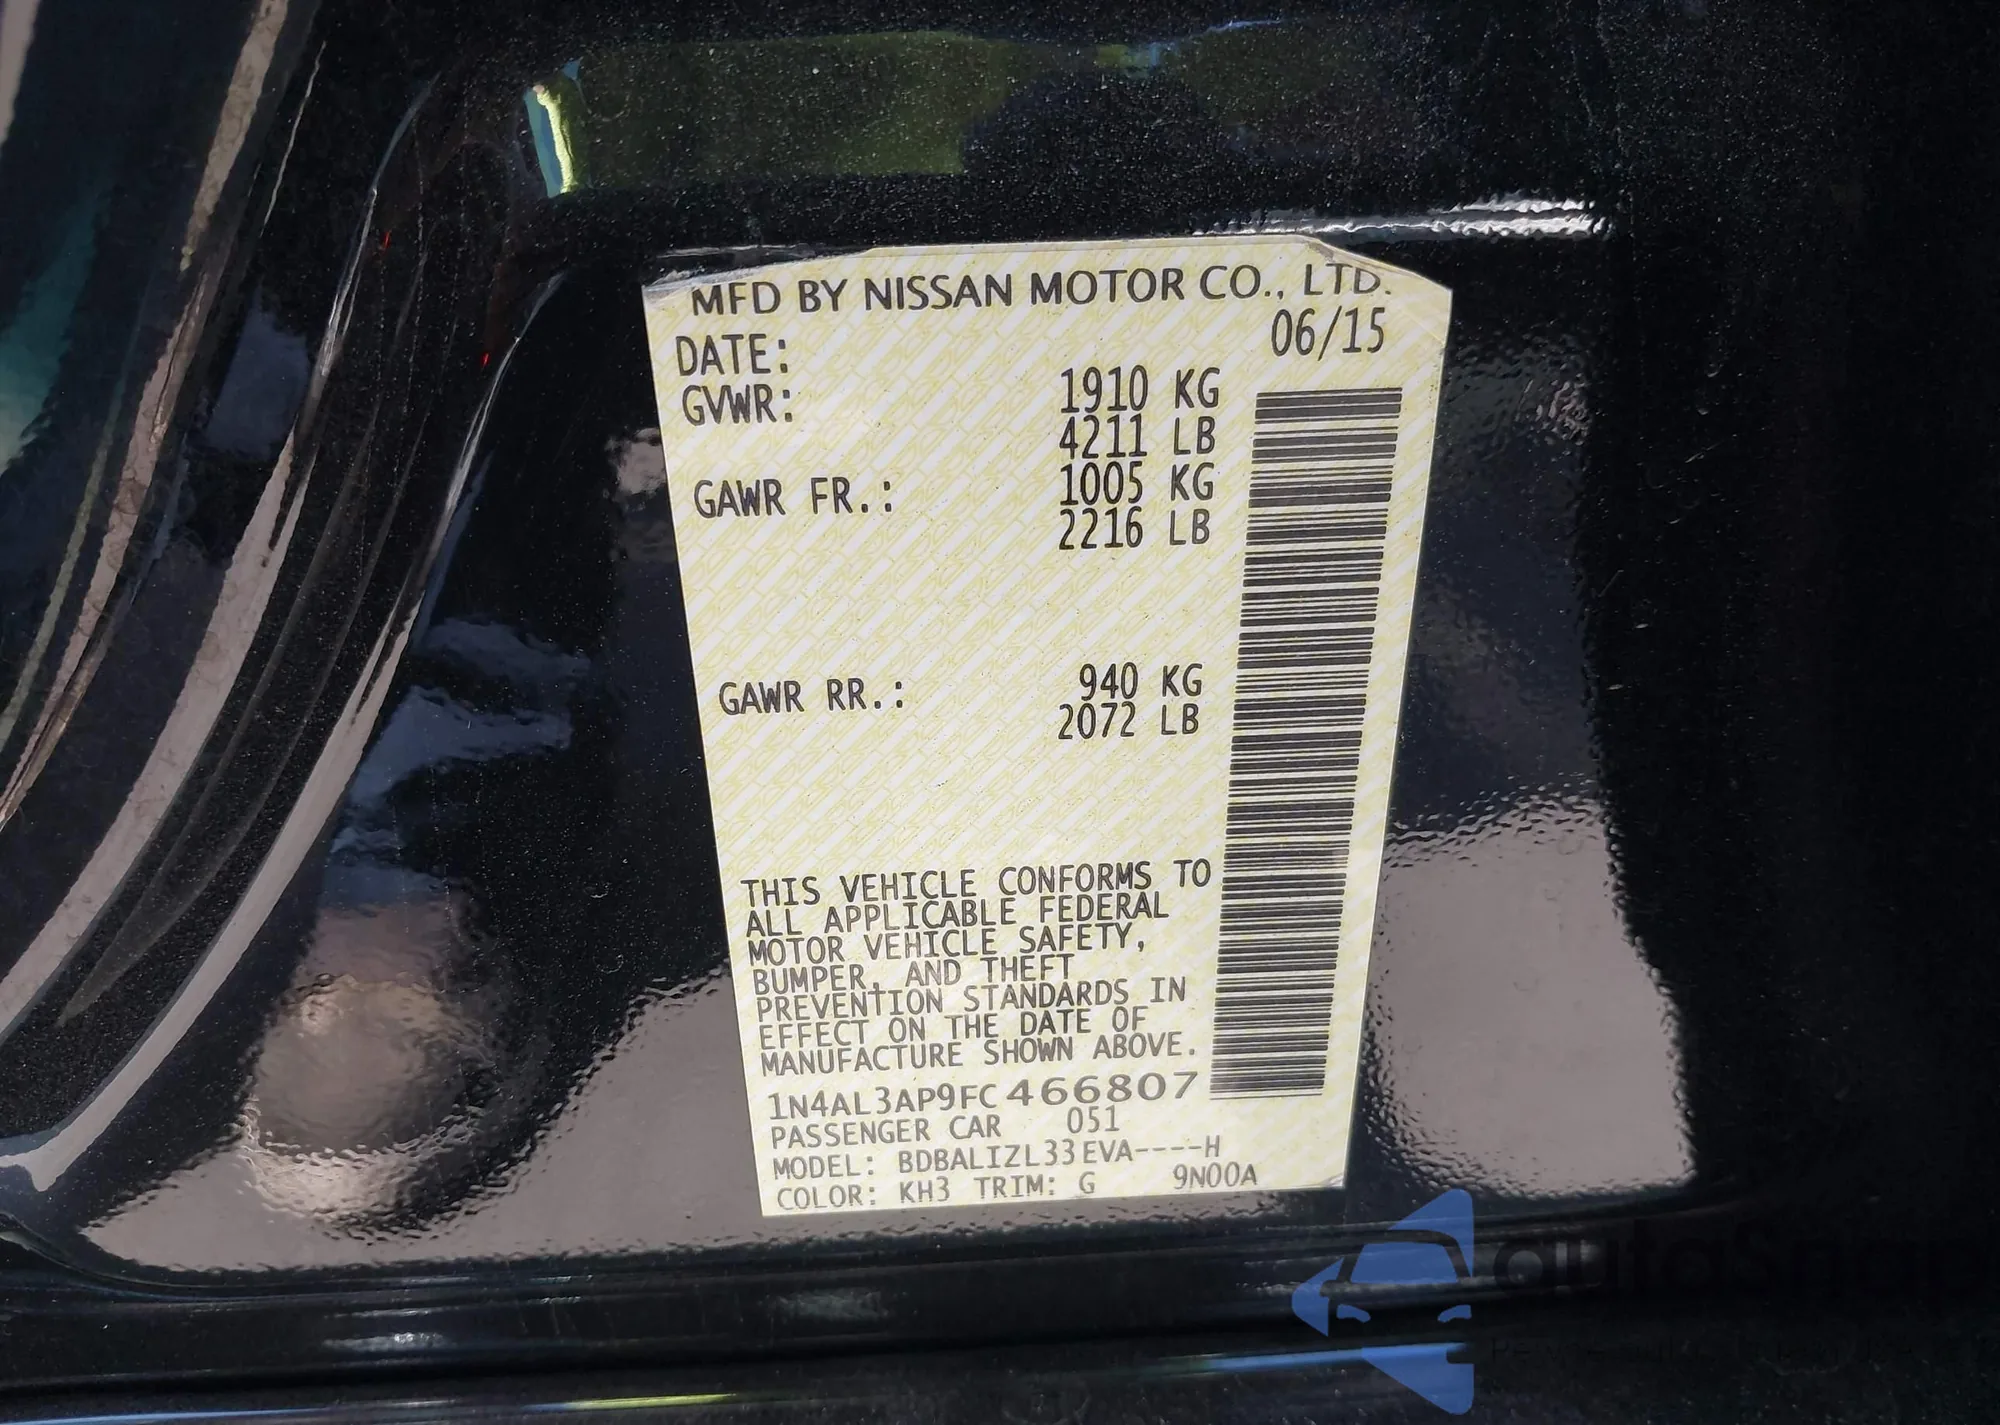 MFD BY NISSAN MOTOR CO., LTD.
DATE: 06/15
GVWR: 1910 KG
4211 LB
GAWR FR.: 1005 KG
2216 LB
GAWR RR.: 940 KG
2072 LB
THIS VEHICLE CONFORMS TO
ALL APPLICABLE FEDERAL
MOTOR VEHICLE SAFETY,
BUMPER, AND THEFT
PREVENTION STANDARDS IN
EFFECT ON THE DATE OF
MANUFACTURE SHOWN ABOVE.
1N4AL3AP9FC466807
PASSENGER CAR 051
MODEL: BDBALIZL33EVA----H
COLOR: KH3 TRIM: G 9N00A